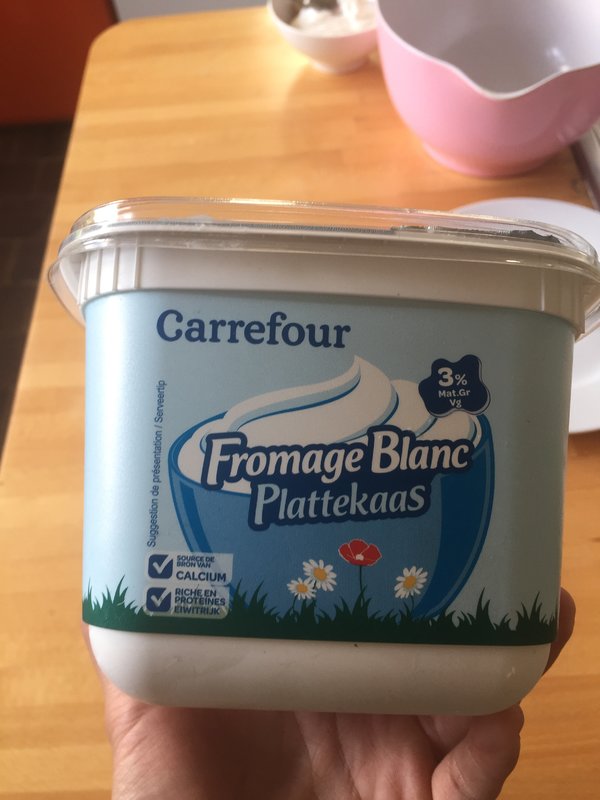 Carrefour
3%
Mat.Gr
Vg
Fromage Blanc
Plattekaas
Suggestion de présentation / Serveertip
SOURCE DE
BRON VAN
CALCIUM
RICHE EN
PROTÉINES
EIWITRIJK